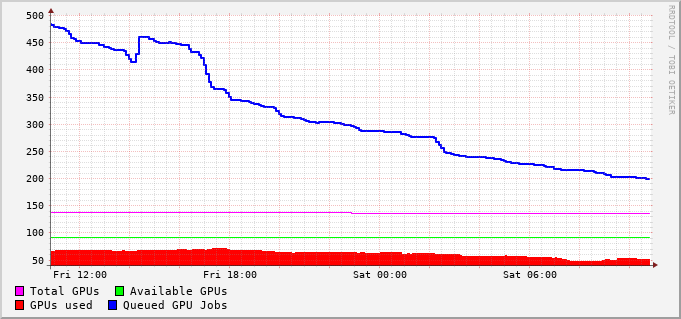 500
450
400
350
300
250
200
150
100
50
Fri 12:00 Fri 18:00 Sat 00:00 Sat 06:00
Total GPUs Available GPUs
GPUs used Queued GPU Jobs
RRDTOOL / TOBI OETIKER